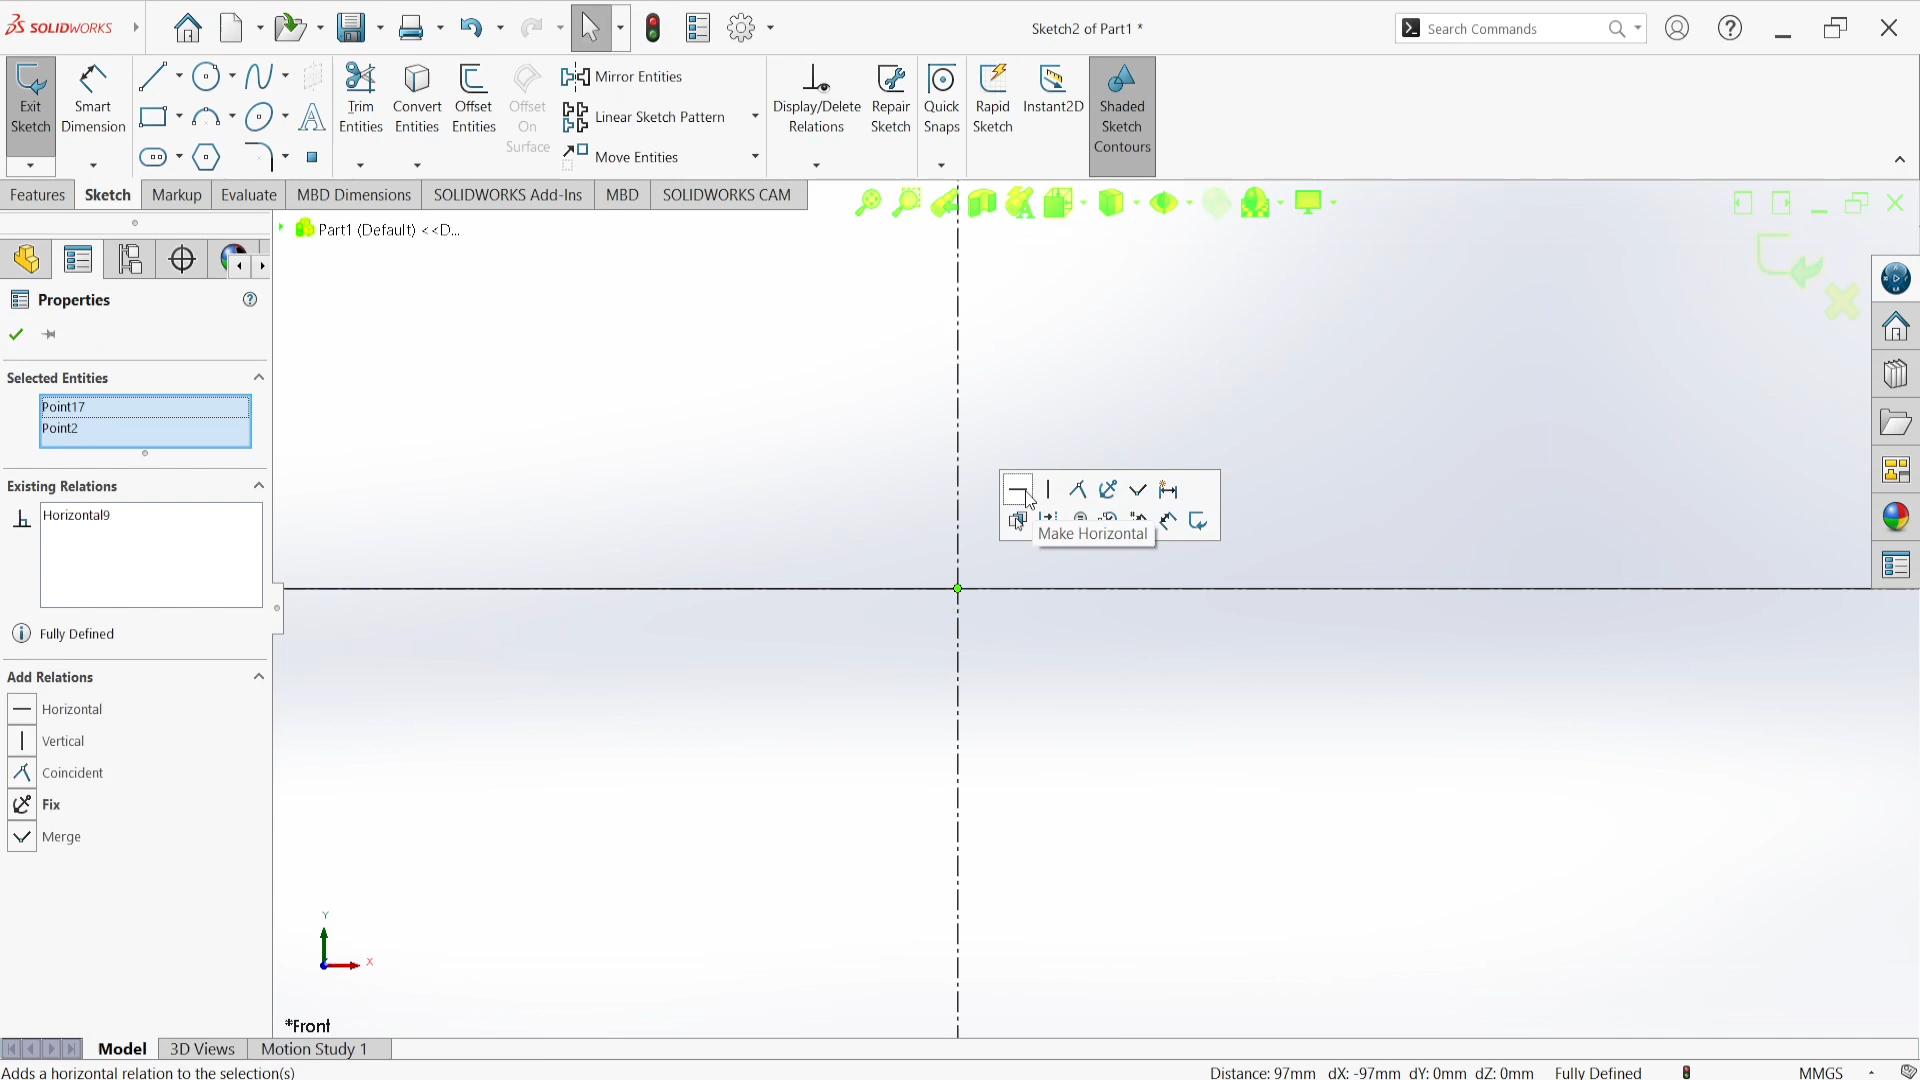 SOLIDWORKS
Sketch2 of Part1 *
Search Commands
Exit Sketch
Smart Dimension
Trim Entities
Convert Entities
Offset Entities
Offset On Surface
Mirror Entities
Linear Sketch Pattern
Move Entities
Display/Delete Relations
Repair Sketch
Quick Snaps
Rapid Sketch
Instant2D
Shaded Sketch Contours
Features
Sketch
Markup
Evaluate
MBD Dimensions
SOLIDWORKS Add-Ins
MBD
SOLIDWORKS CAM
Part1 (Default) <<D...
Properties
Selected Entities
Point17
Point2
Existing Relations
Horizontal9
Fully Defined
Add Relations
Horizontal
Vertical
Coincident
Fix
Merge
Make Horizontal
Y
X
*Front
Model
3D Views
Motion Study 1
Adds a horizontal relation to the selection(s)
Distance: 97mm dX: -97mm dY: 0mm dZ: 0mm
Fully Defined
MMGS